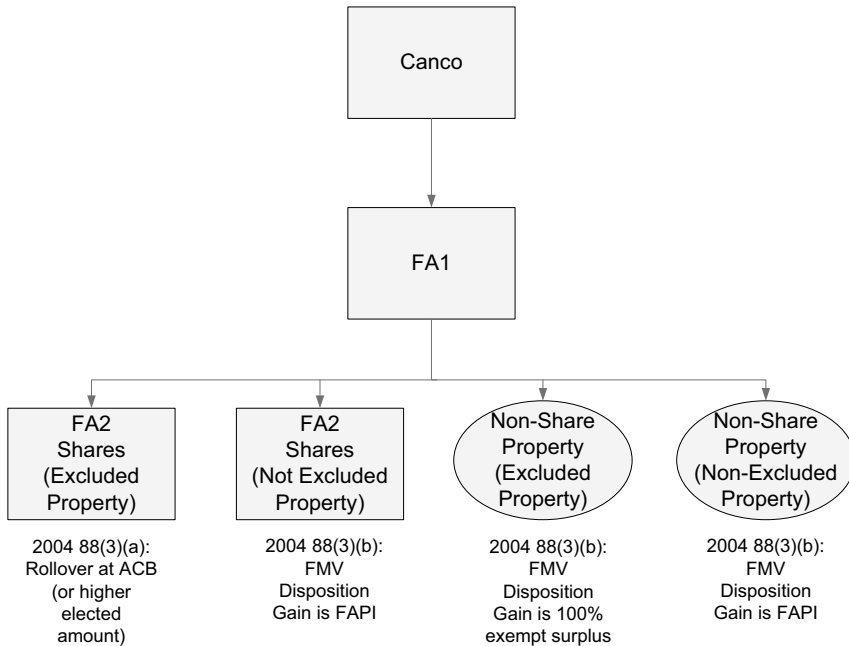 Canco
FA1
FA2
Shares
(Excluded
Property)
FA2
Shares
(Not Excluded
Property)
Non-Share
Property
(Excluded
Property)
Non-Share
Property
(Non-Excluded
Property)
2004 88(3)(a):
Rollover at ACB
(or higher
elected
amount)
2004 88(3)(b):
FMV
Disposition
Gain is FAPI
2004 88(3)(b):
FMV
Disposition
Gain is 100%
exempt surplus
2004 88(3)(b):
FMV
Disposition
Gain is FAPI